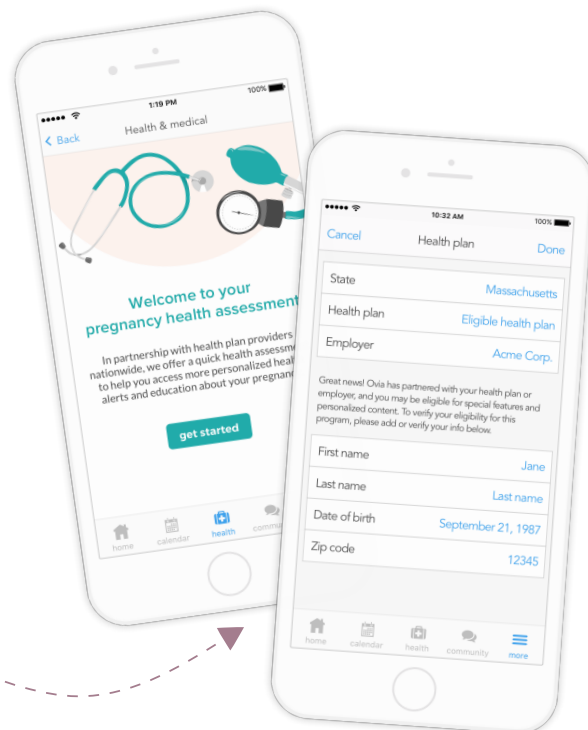 1:19 PM
100%
Back
Health & medical
Welcome to your
pregnancy health assessment
In partnership with health plan providers
nationwide, we offer a quick health assessme
to help you access more personalized heal
alerts and education about your pregnanc
get started
home
calendar
health
commu
10:32 AM
100%
Cancel
Health plan
Done
State
Massachusetts
Health plan
Eligible health plan
Employer
Acme Corp.
Great news! Ovia has partnered with your health plan or
employer, and you may be eligible for special features and
personalized content. To verify your eligibility for this
program, please add or verify your info below.
First name
Jane
Last name
Last name
Date of birth
September 21, 1987
Zip code
12345
home
calendar
health
community
more